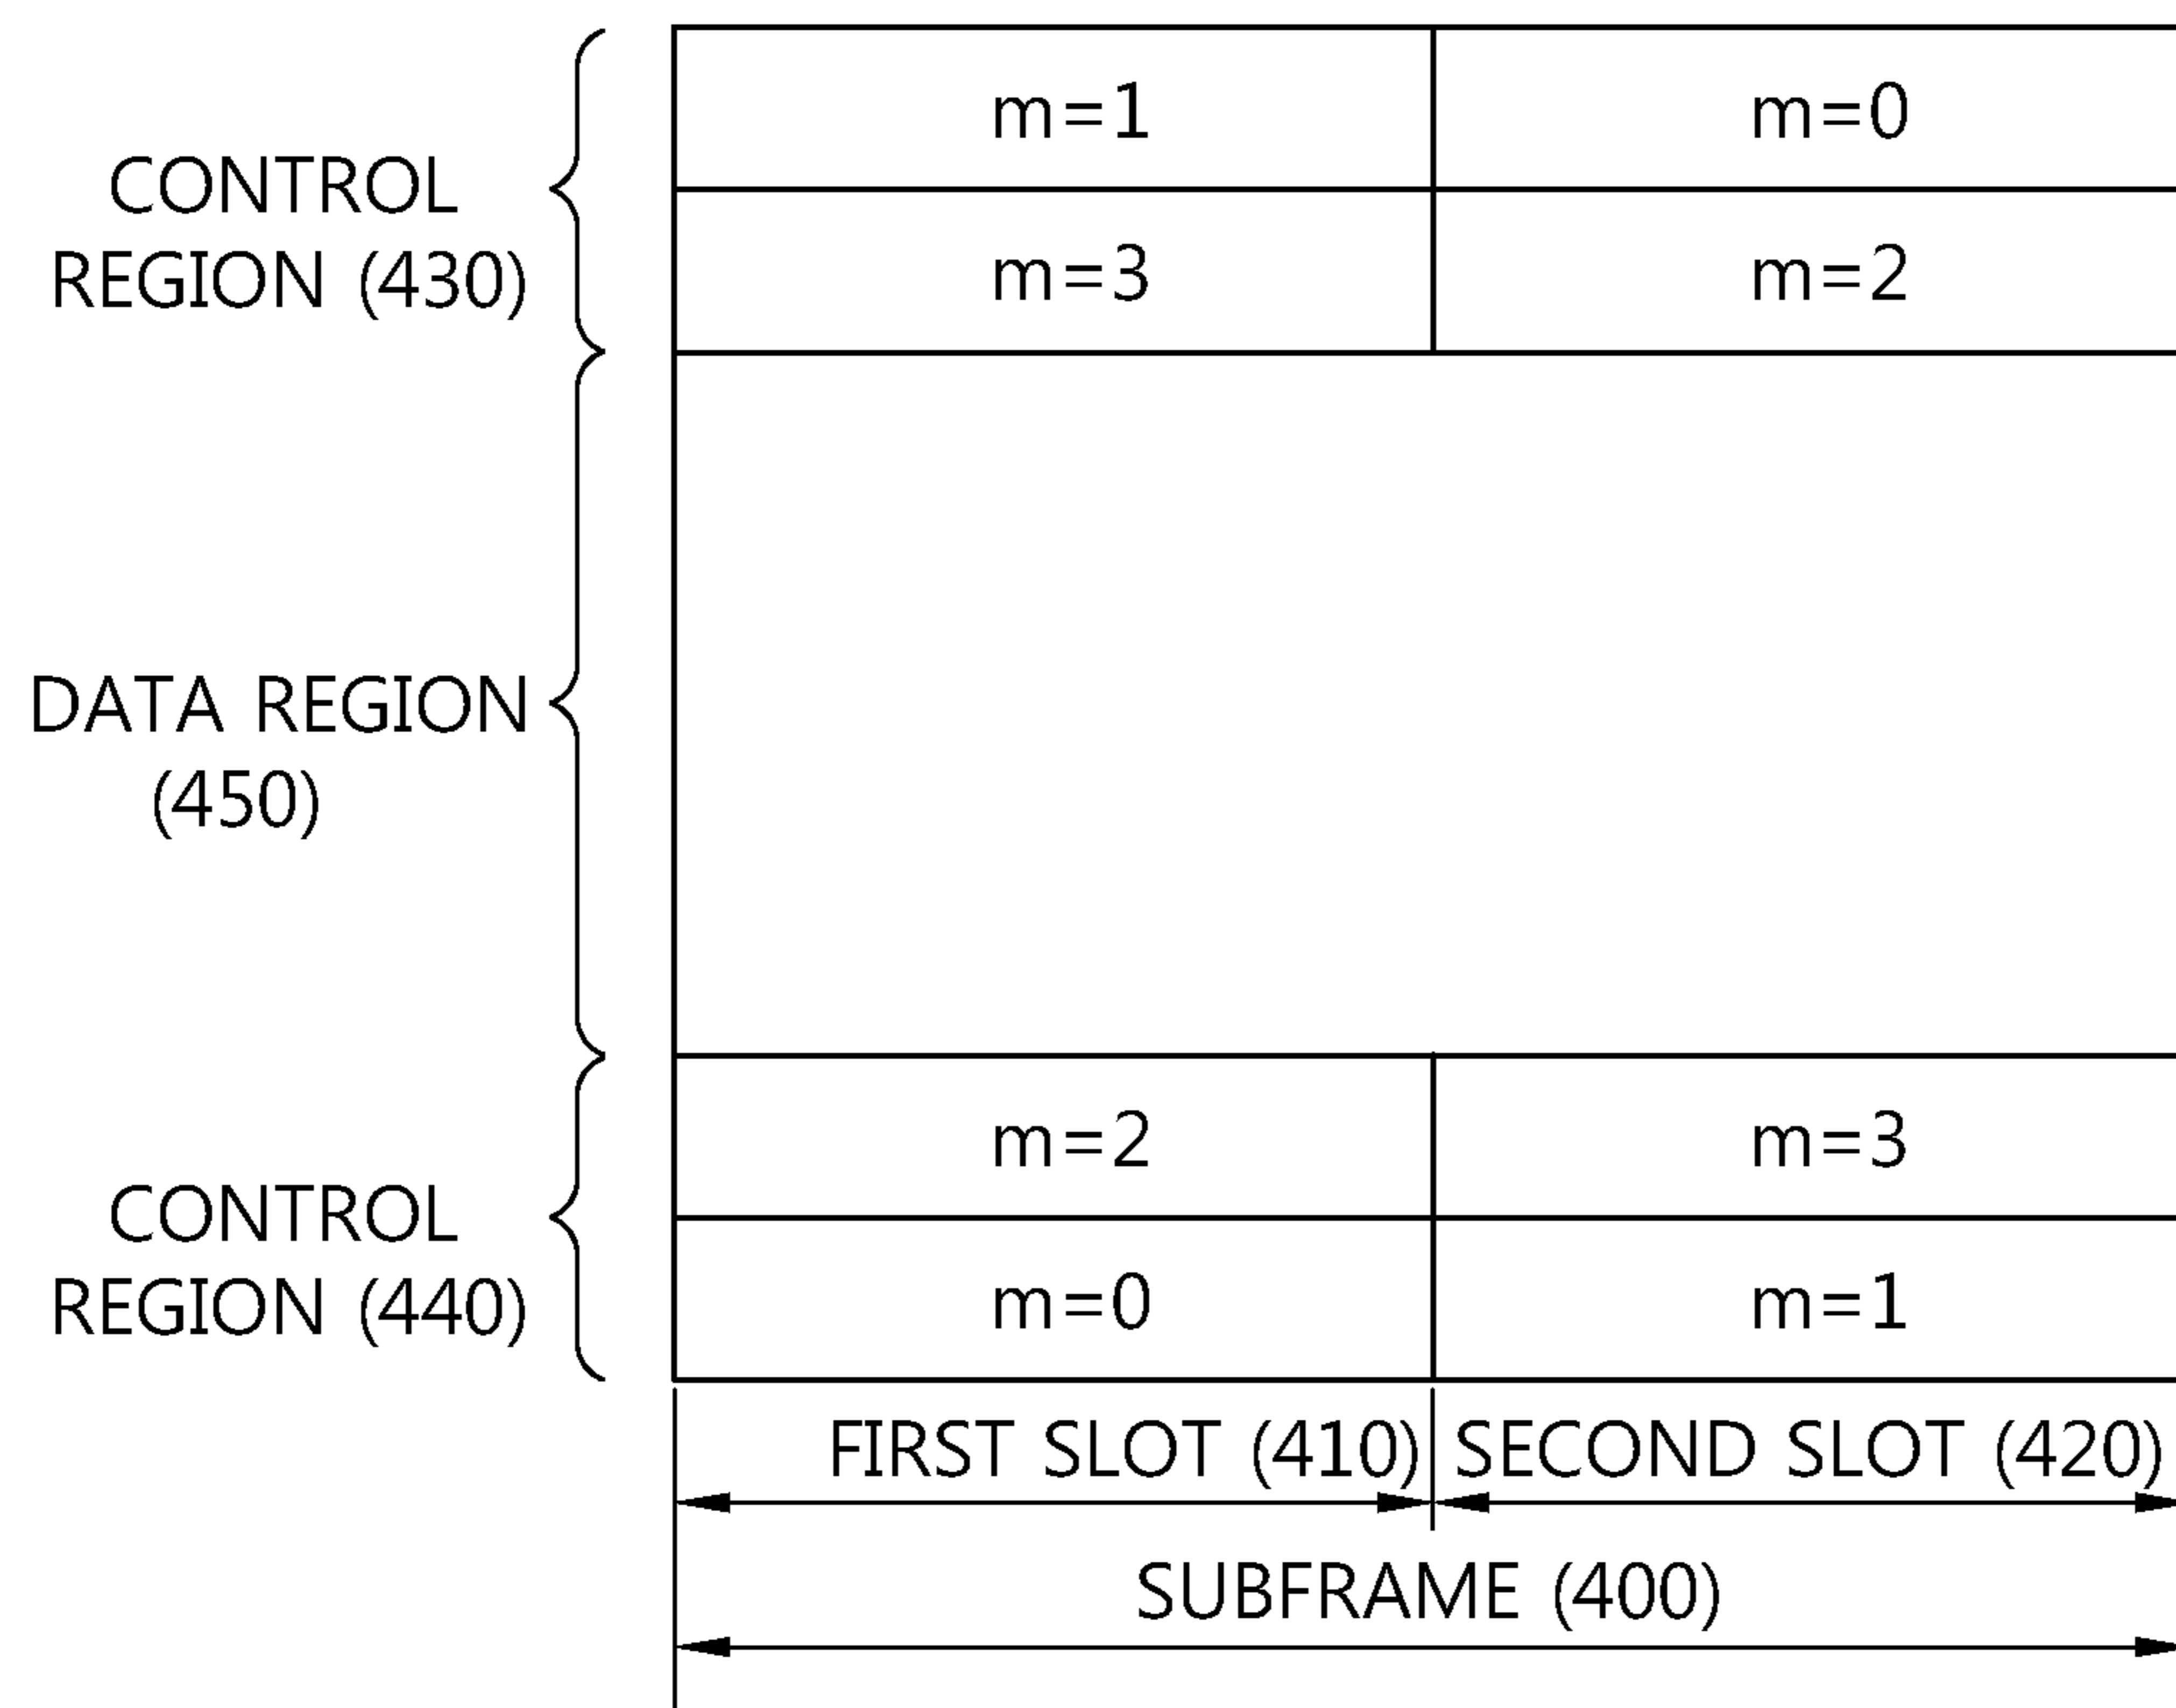 m=1 m=0
CONTROL
REGION (430)
m=3 m=2
DATA REGION
(450)
m=2 m=3
CONTROL
REGION (440)
m=0 m=1
FIRST SLOT (410) SECOND SLOT (420)
SUBFRAME (400)